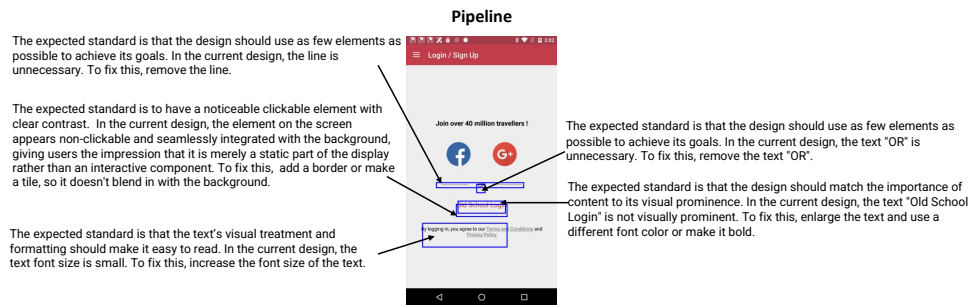 Pipeline
The expected standard is that the design should use as few elements as
possible to achieve its goals. In the current design, the line is
unnecessary. To fix this, remove the line.
The expected standard is to have a noticeable clickable element with
clear contrast. In the current design, the element on the screen
appears non-clickable and seamlessly integrated with the background,
giving users the impression that it is merely a static part of the display
rather than an interactive component. To fix this, add a border or make
a tile, so it doesn't blend in with the background.
The expected standard is that the text's visual treatment and
formatting should make it easy to read. In the current design, the
text font size is small. To fix this, increase the font size of the text.
3:02
Login / Sign Up
Join over 40 million travellers !
f
G+
Old School Login
By logging in, you agree to our Terms and Conditions and
Privacy Policy
The expected standard is that the design should use as few elements as
possible to achieve its goals. In the current design, the text "OR" is
unnecessary. To fix this, remove the text "OR".
The expected standard is that the design should match the importance of
content to its visual prominence. In the current design, the text "Old School
Login" is not visually prominent. To fix this, enlarge the text and use a
different font color or make it bold.